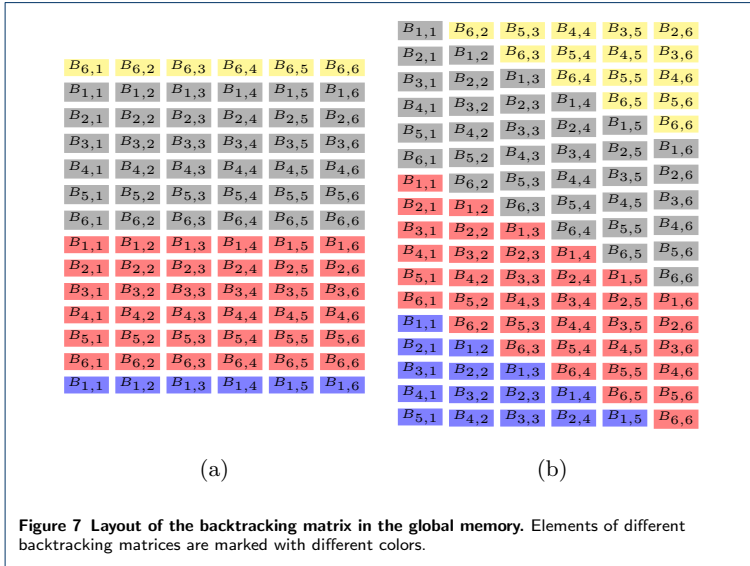 B6,1 B6,2 B6,3 B6,4 B6,5 B6,6
B1,1 B1,2 B1,3 B1,4 B1,5 B1,6
B2,1 B2,2 B2,3 B2,4 B2,5 B2,6
B3,1 B3,2 B3,3 B3,4 B3,5 B3,6
B4,1 B4,2 B4,3 B4,4 B4,5 B4,6
B5,1 B5,2 B5,3 B5,4 B5,5 B5,6
B6,1 B6,2 B6,3 B6,4 B6,5 B6,6
B1,1 B1,2 B1,3 B1,4 B1,5 B1,6
B2,1 B2,2 B2,3 B2,4 B2,5 B2,6
B3,1 B3,2 B3,3 B3,4 B3,5 B3,6
B4,1 B4,2 B4,3 B4,4 B4,5 B4,6
B5,1 B5,2 B5,3 B5,4 B5,5 B5,6
B6,1 B6,2 B6,3 B6,4 B6,5 B6,6
B1,1 B1,2 B1,3 B1,4 B1,5 B1,6
(a)
B1,1 B6,2 B5,3 B4,4 B3,5 B2,6
B2,1 B1,2 B6,3 B5,4 B4,5 B3,6
B3,1 B2,2 B1,3 B6,4 B5,5 B4,6
B4,1 B3,2 B2,3 B1,4 B6,5 B5,6
B5,1 B4,2 B3,3 B2,4 B1,5 B6,6
B6,1 B5,2 B4,3 B3,4 B2,5 B1,6
B1,1 B6,2 B5,3 B4,4 B3,5 B2,6
B2,1 B1,2 B6,3 B5,4 B4,5 B3,6
B3,1 B2,2 B1,3 B6,4 B5,5 B4,6
B4,1 B3,2 B2,3 B1,4 B6,5 B5,6
B5,1 B4,2 B3,3 B2,4 B1,5 B6,6
B6,1 B5,2 B4,3 B3,4 B2,5 B1,6
B1,1 B6,2 B5,3 B4,4 B3,5 B2,6
B2,1 B1,2 B6,3 B5,4 B4,5 B3,6
B3,1 B2,2 B1,3 B6,4 B5,5 B4,6
B4,1 B3,2 B2,3 B1,4 B6,5 B5,6
B5,1 B4,2 B3,3 B2,4 B1,5 B6,6
(b)
Figure 7 Layout of the backtracking matrix in the global memory. Elements of different
backtracking matrices are marked with different colors.